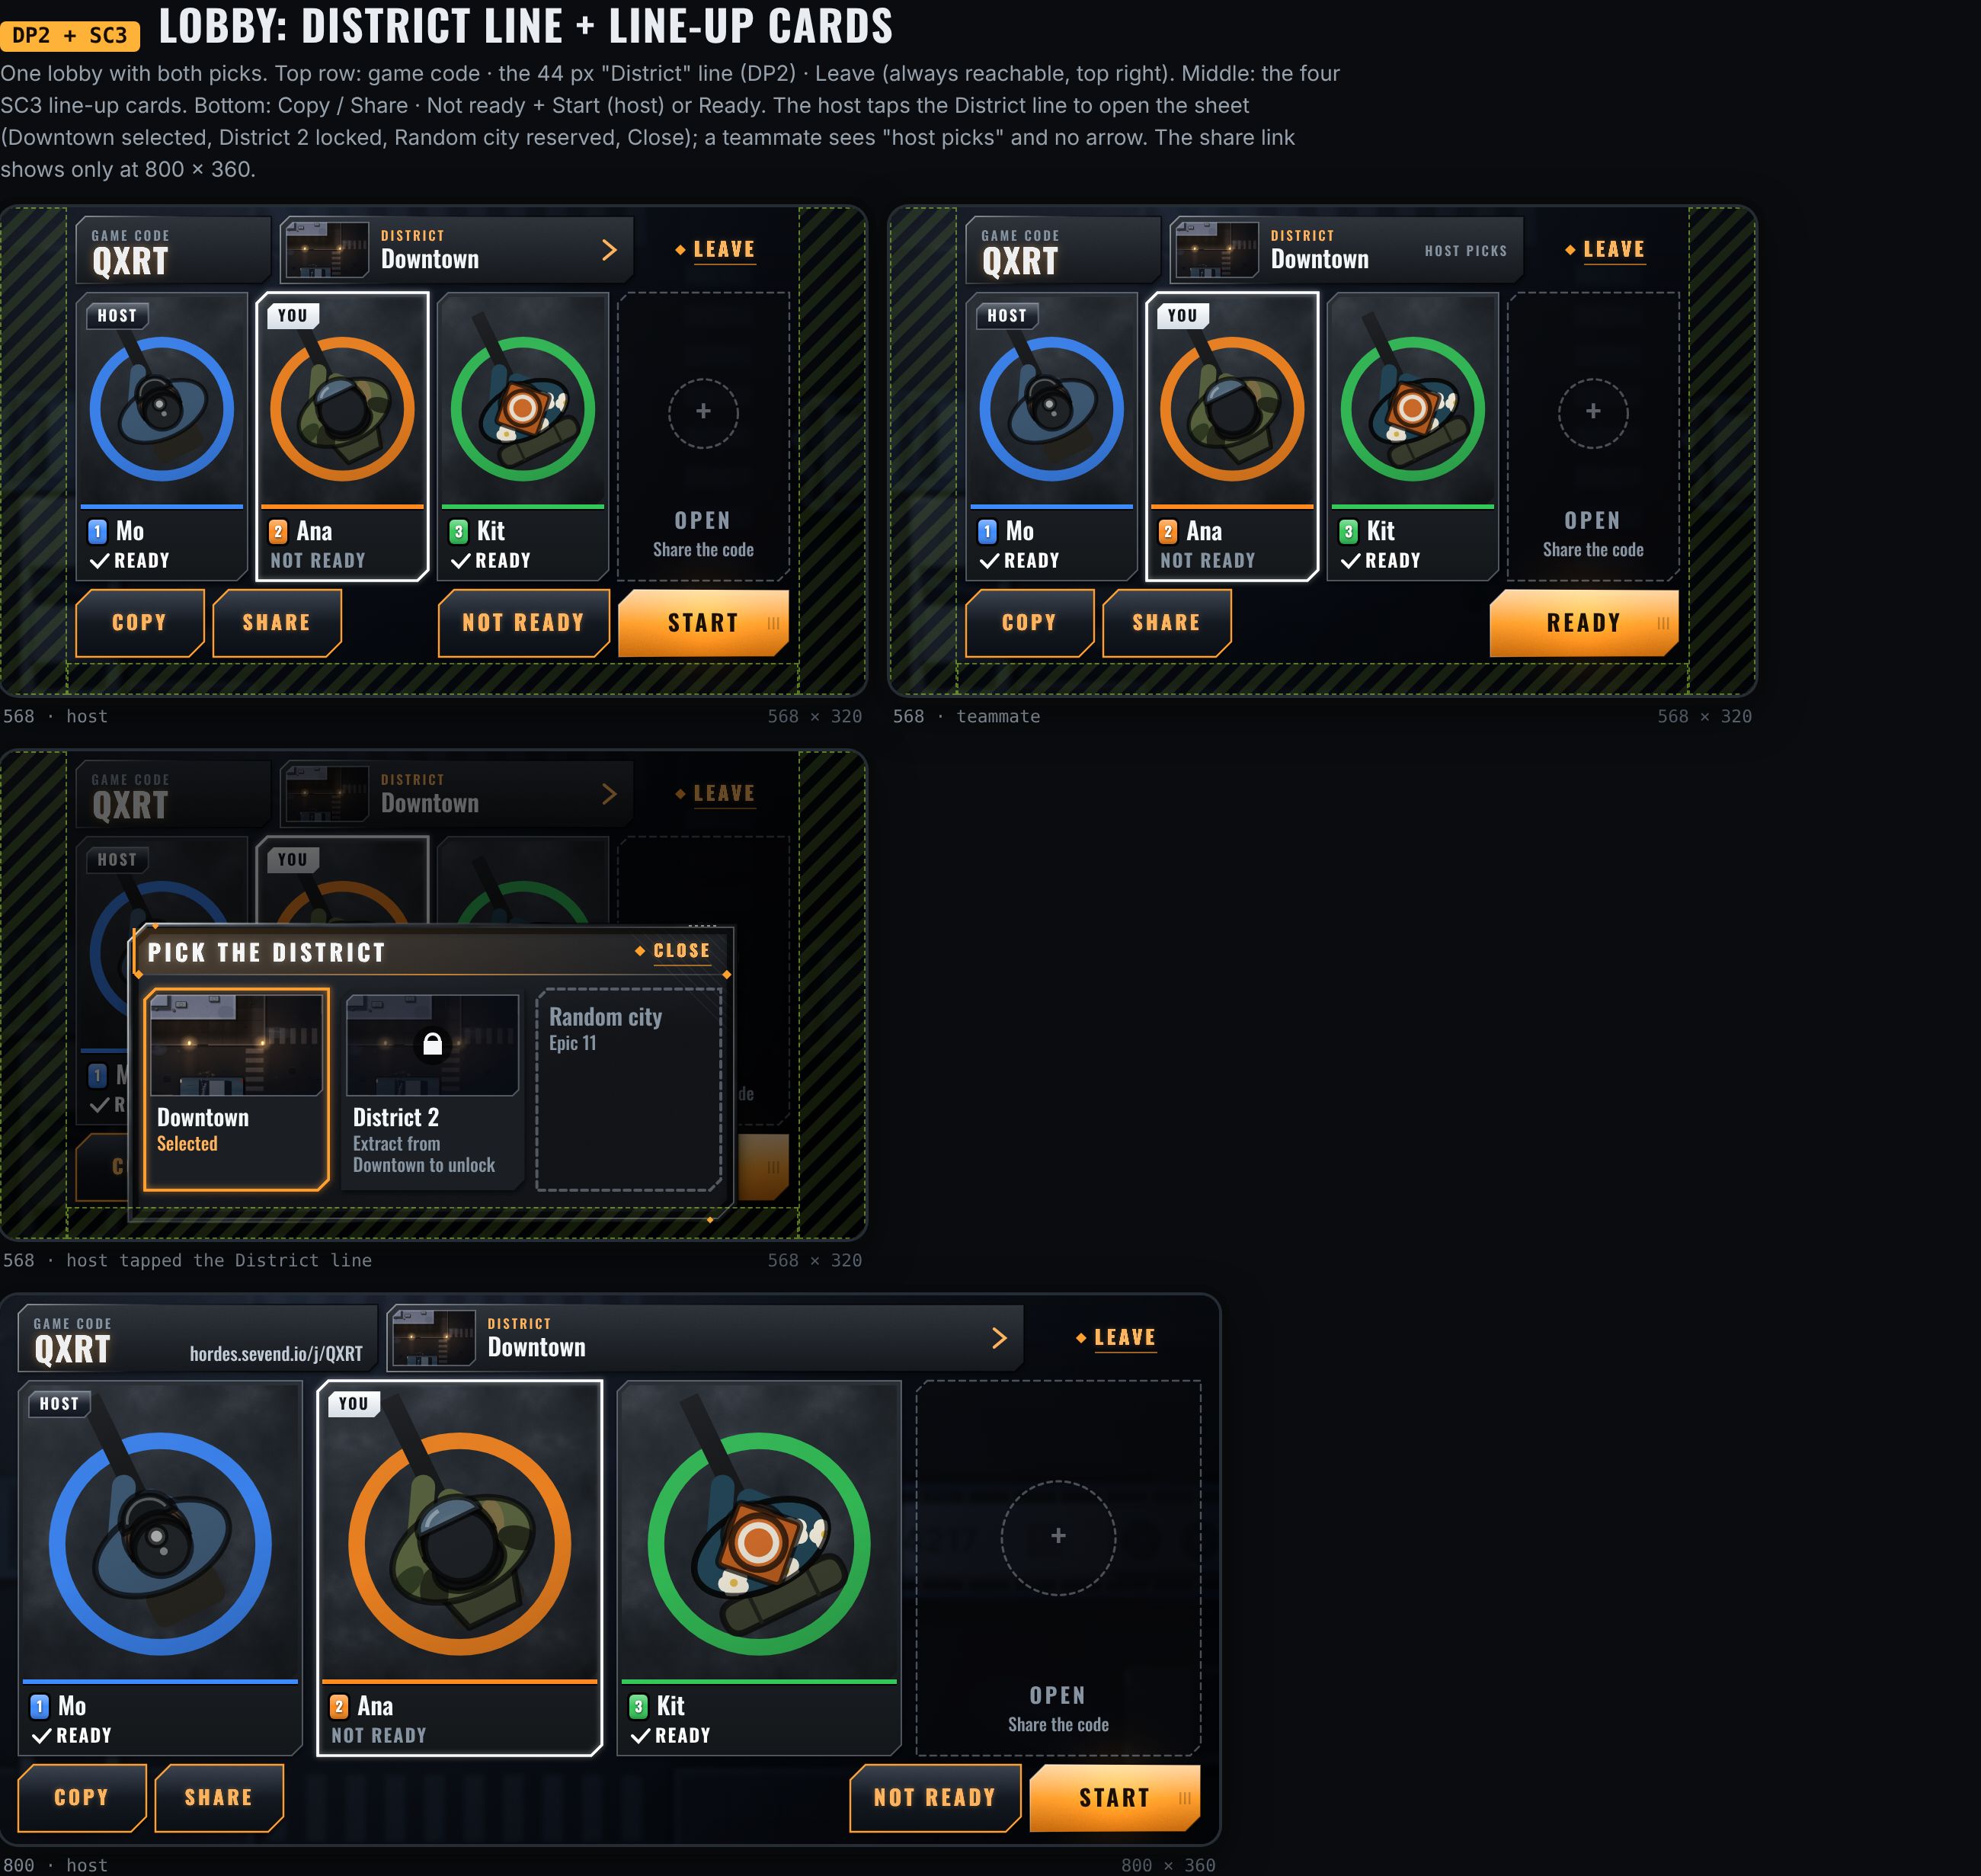 DP2 + SC3 LOBBY: DISTRICT LINE + LINE-UP CARDS
One lobby with both picks. Top row: game code · the 44 px "District" line (DP2) · Leave (always reachable, top right). Middle: the four
SC3 line-up cards. Bottom: Copy / Share · Not ready + Start (host) or Ready. The host taps the District line to open the sheet
(Downtown selected, District 2 locked, Random city reserved, Close); a teammate sees "host picks" and no arrow. The share link
shows only at 800 × 360.
GAME CODE
QXRT
DISTRICT
Downtown
LEAVE
HOST
YOU
+
1 Mo
READY
2 Ana
NOT READY
3 Kit
READY
OPEN
Share the code
COPY
SHARE
NOT READY
START
568 · host
568 × 320
GAME CODE
QXRT
DISTRICT
Downtown
HOST PICKS
LEAVE
HOST
YOU
+
1 Mo
READY
2 Ana
NOT READY
3 Kit
READY
OPEN
Share the code
COPY
SHARE
READY
568 · teammate
568 × 320
GAME CODE
QXRT
DISTRICT
Downtown
LEAVE
HOST
YOU
PICK THE DISTRICT
CLOSE
Downtown
Selected
District 2
Extract from
Downtown to unlock
Random city
Epic 11
1 M
R
de
C
568 · host tapped the District line
568 × 320
GAME CODE
QXRT
hordes.sevend.io/j/QXRT
DISTRICT
Downtown
LEAVE
HOST
YOU
217
+
1 Mo
READY
2 Ana
NOT READY
3 Kit
READY
OPEN
Share the code
COPY
SHARE
NOT READY
START
800 · host
800 × 360